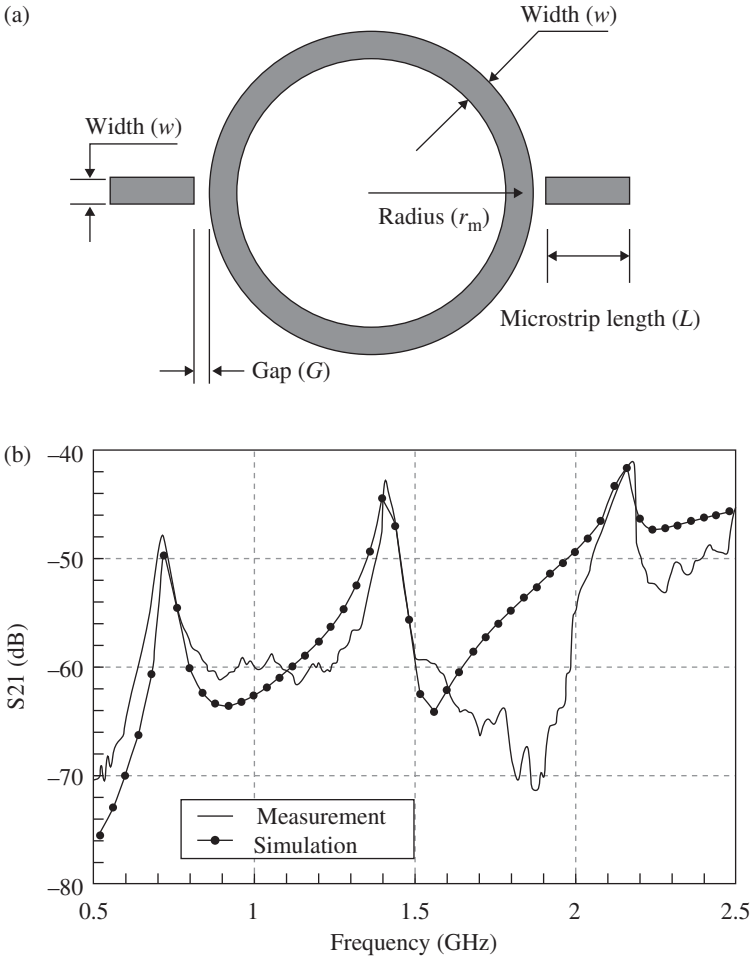 (a)
Width (w)
Width (w)
Radius (rm)
Microstrip length (L)
Gap (G)
(b)
−40
−50
−60
−70
−80
S21 (dB)
Measurement
Simulation
0.5
1
1.5
2
2.5
Frequency (GHz)